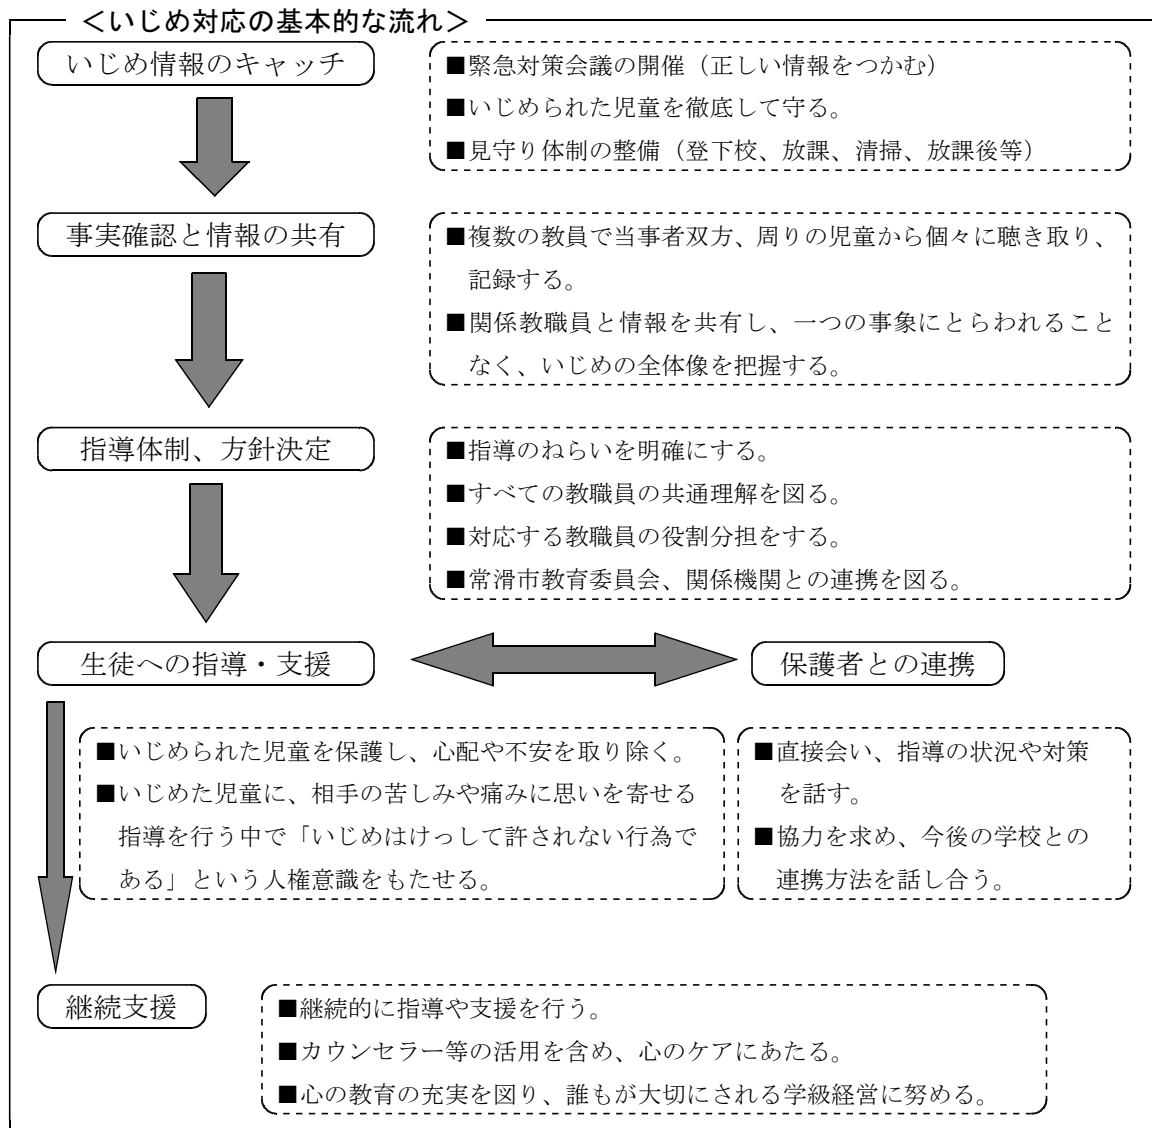 ＜いじめ対応の基本的な流れ＞
いじめ情報のキャッチ
■緊急対策会議の開催（正しい情報をつかむ）
■いじめられた児童を徹底して守る。
■見守り体制の整備（登下校、放課、清掃、放課後等）
事実確認と情報の共有
■複数の教員で当事者双方、周りの児童から個々に聴き取り、
記録する。
■関係教職員と情報を共有し、一つの事象にとらわれること
なく、いじめの全体像を把握する。
指導体制、方針決定
■指導のねらいを明確にする。
■すべての教職員の共通理解を図る。
■対応する教職員の役割分担をする。
■常滑市教育委員会、関係機関との連携を図る。
生徒への指導・支援
保護者との連携
■いじめられた児童を保護し、心配や不安を取り除く。
■いじめた児童に、相手の苦しみや痛みに思いを寄せる
指導を行う中で「いじめはけっして許されない行為で
ある」という人権意識をもたせる。
■直接会い、指導の状況や対策
を話す。
■協力を求め、今後の学校との
連携方法を話し合う。
継続支援
■継続的に指導や支援を行う。
■カウンセラー等の活用を含め、心のケアにあたる。
■心の教育の充実を図り、誰もが大切にされる学級経営に努める。